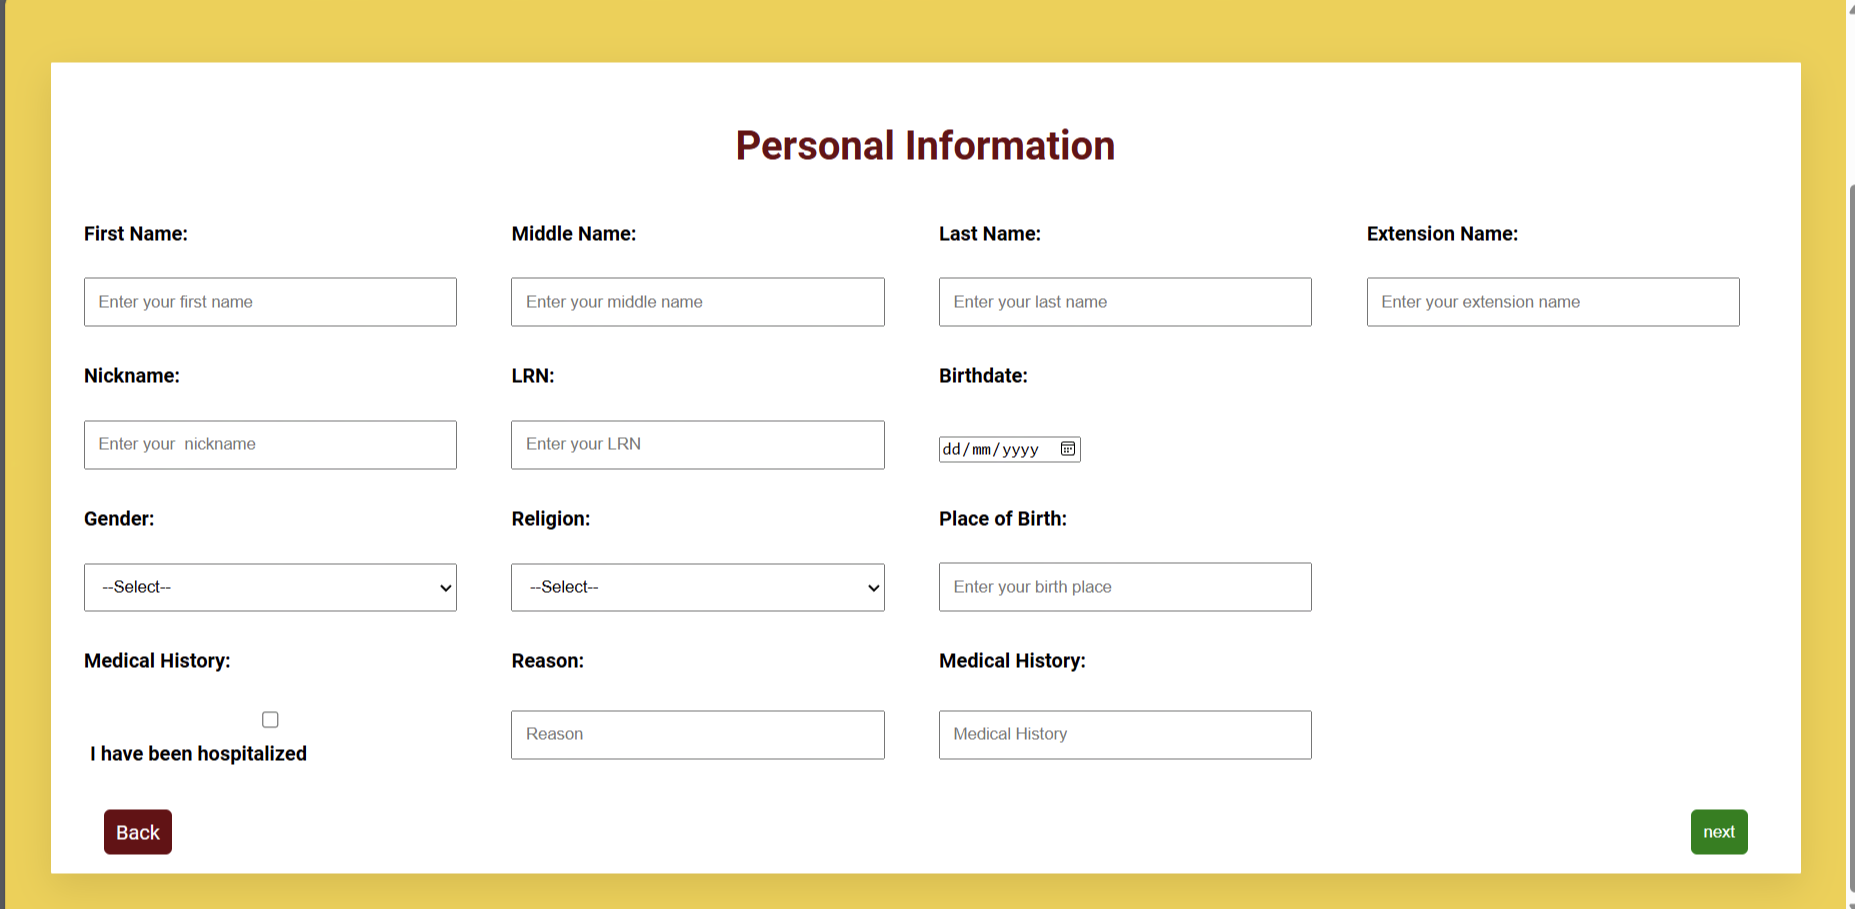 Personal Information
First Name: Middle Name: Last Name: Extension Name:
Enter your first name Enter your middle name Enter your last name Enter your extension name
Nickname: LRN: Birthdate:
Enter your  nickname Enter your LRN dd/mm/yyyy
Gender: Religion: Place of Birth:
--Select-- --Select-- Enter your birth place
Medical History: Reason: Medical History:
Reason Medical History
I have been hospitalized
Back next